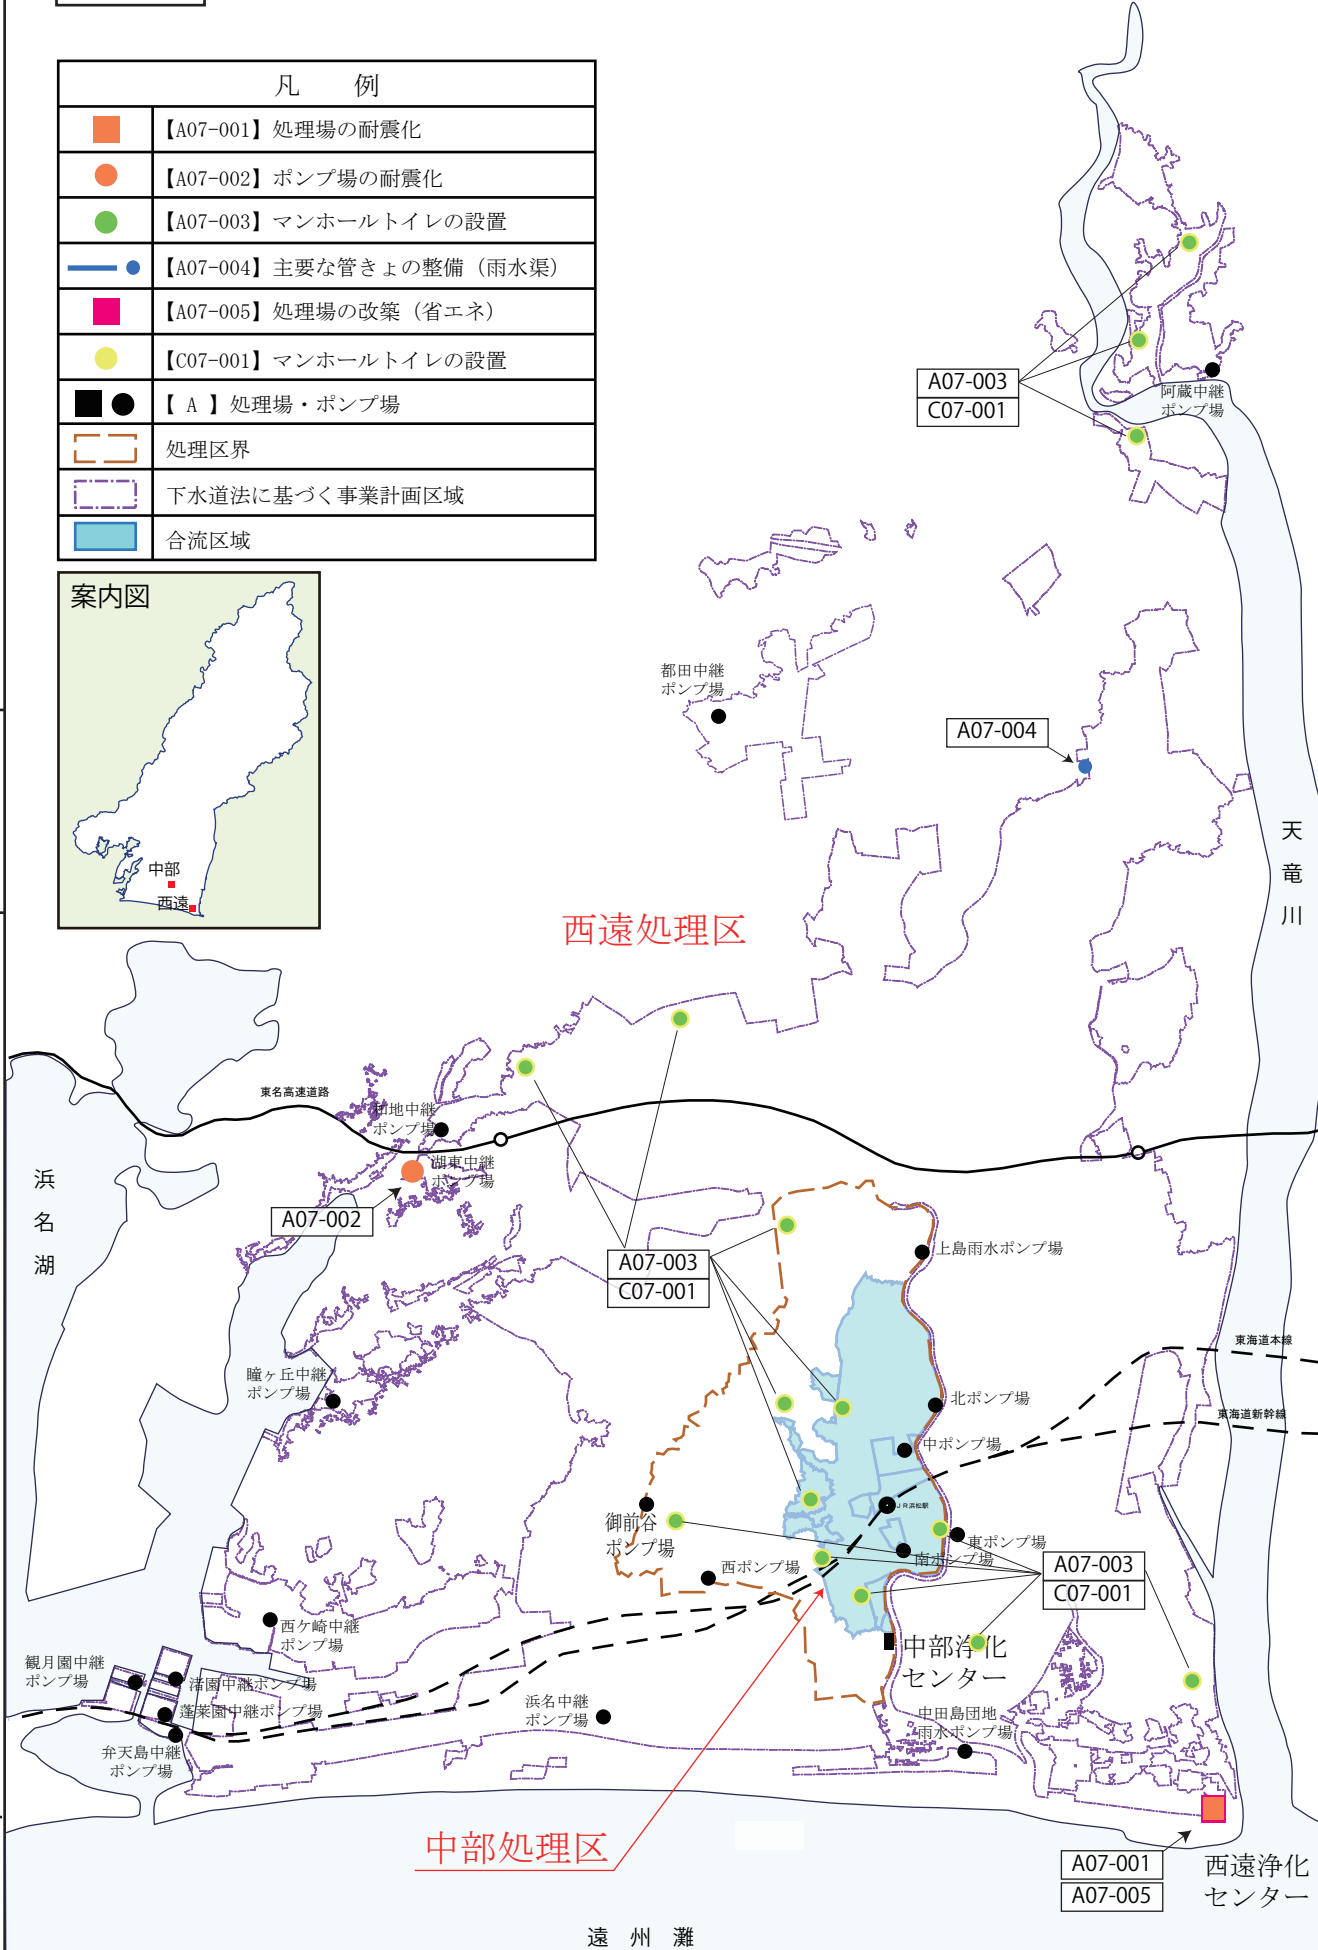 凡　例
【A07-001】処理場の耐震化
【A07-002】ポンプ場の耐震化
【A07-003】マンホールトイレの設置
【A07-004】主要な管きょの整備（雨水渠）
【A07-005】処理場の改築（省エネ）
【C07-001】マンホールトイレの設置
【 A 】処理場・ポンプ場
処理区界
下水道法に基づく事業計画区域
合流区域
案内図
中部
西遠
A07-003
C07-001
阿蔵中継
ポンプ場
都田中継
ポンプ場
A07-004
天竜川
西遠処理区
東名高速道路
和地中継
ポンプ場
湖東中継
ポンプ場
A07-002
浜名湖
A07-003
C07-001
上島雨水ポンプ場
東海道本線
東海道新幹線
瞳ヶ丘中継
ポンプ場
北ポンプ場
中ポンプ場
JR浜松駅
御前谷
ポンプ場
東ポンプ場
南ポンプ場
西ポンプ場
A07-003
C07-001
西ケ崎中継
ポンプ場
中部浄化
センター
観月園中継
ポンプ場
渚園中継ポンプ場
蓬莱園中継ポンプ場
弁天島中継
ポンプ場
浜名中継
ポンプ場
中田島団地
雨水ポンプ場
中部処理区
A07-001
A07-005
西遠浄化
センター
遠州灘